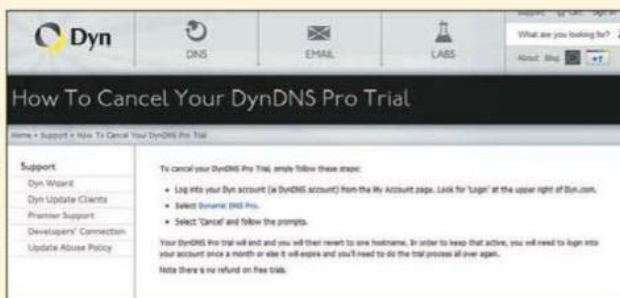 Dyn
DNS
EMAIL
LABS
Support Cart Sign In
What are you looking for?
About Blog +1
How To Cancel Your DynDNS Pro Trial
Home » Support » How To Cancel Your DynDNS Pro Trial
Support
Dyn Wizard
Dyn Update Clients
Premier Support
Developers' Connection
Update Abuse Policy
To cancel your DynDNS Pro Trial, simply follow these steps:
Log into your Dyn account (a DynDNS account) from the My Account page. Look for 'Login' at the upper right of Dyn.com.
Select Dynamic DNS Pro.
Select 'Cancel' and follow the prompts.
Your DynDNS Pro trial will end and you will then revert to one hostname. In order to keep that active, you will need to login into
your account once a month or else it will expire and you'll need to do the trial process all over again.
Note there is no refund on free trials.